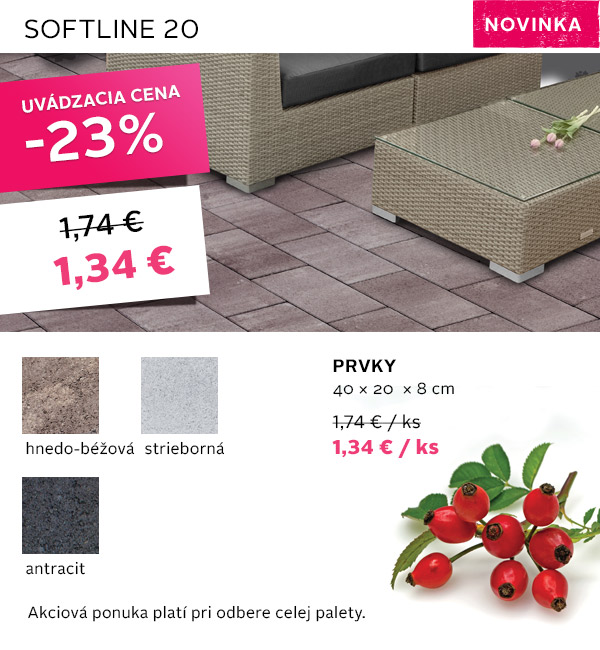 SOFTLINE 20
NOVINKA
UVÁDZACIA CENA
-23%
1,74 €
1,34 €
PRVKY
40 × 20 × 8 cm
1,74 € / ks
1,34 € / ks
hnedo-béžová
strieborná
antracit
Akciová ponuka platí pri odbere celej palety.